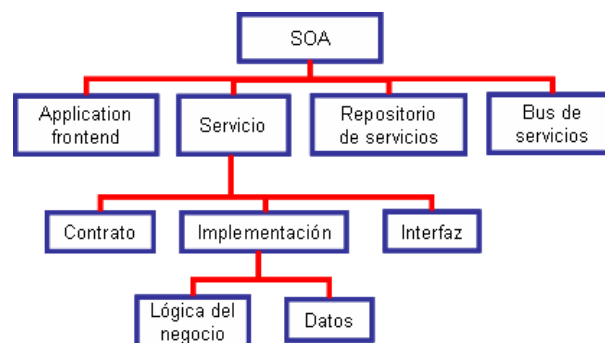 SOA
Application
frontend
Servicio
Repositorio
de servicios
Bus de
servicios
Contrato
Implementación
Interfaz
Lógica del
negocio
Datos